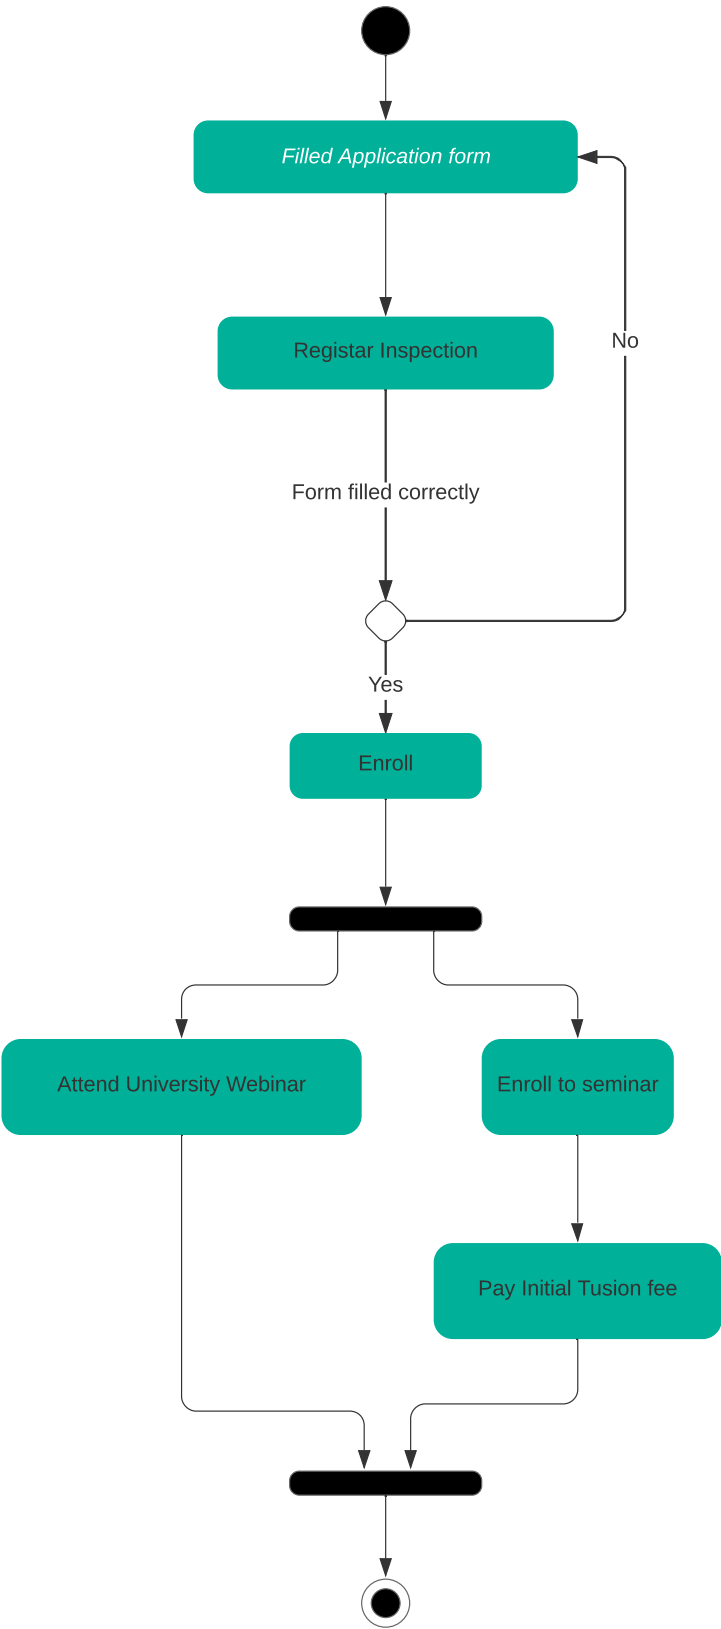 Filled Application form
Registar Inspection
No
Form filled correctly
Yes
Enroll
Attend University Webinar
Enroll to seminar
Pay Initial Tusion fee